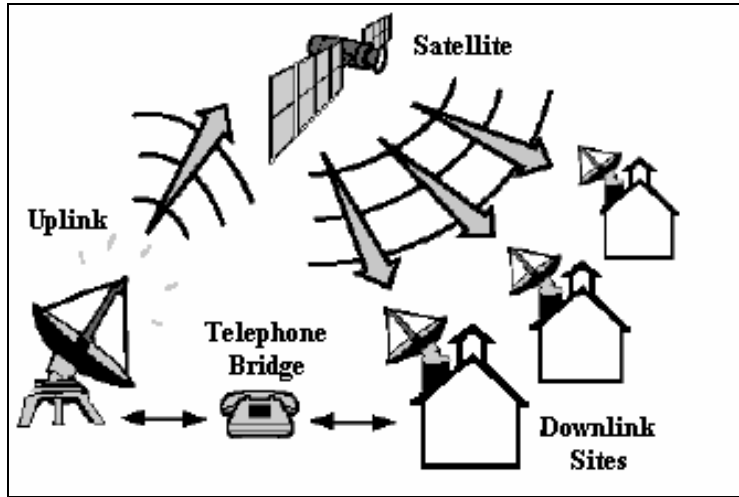 Satellite
Uplink
Telephone
Bridge
Downlink
Sites